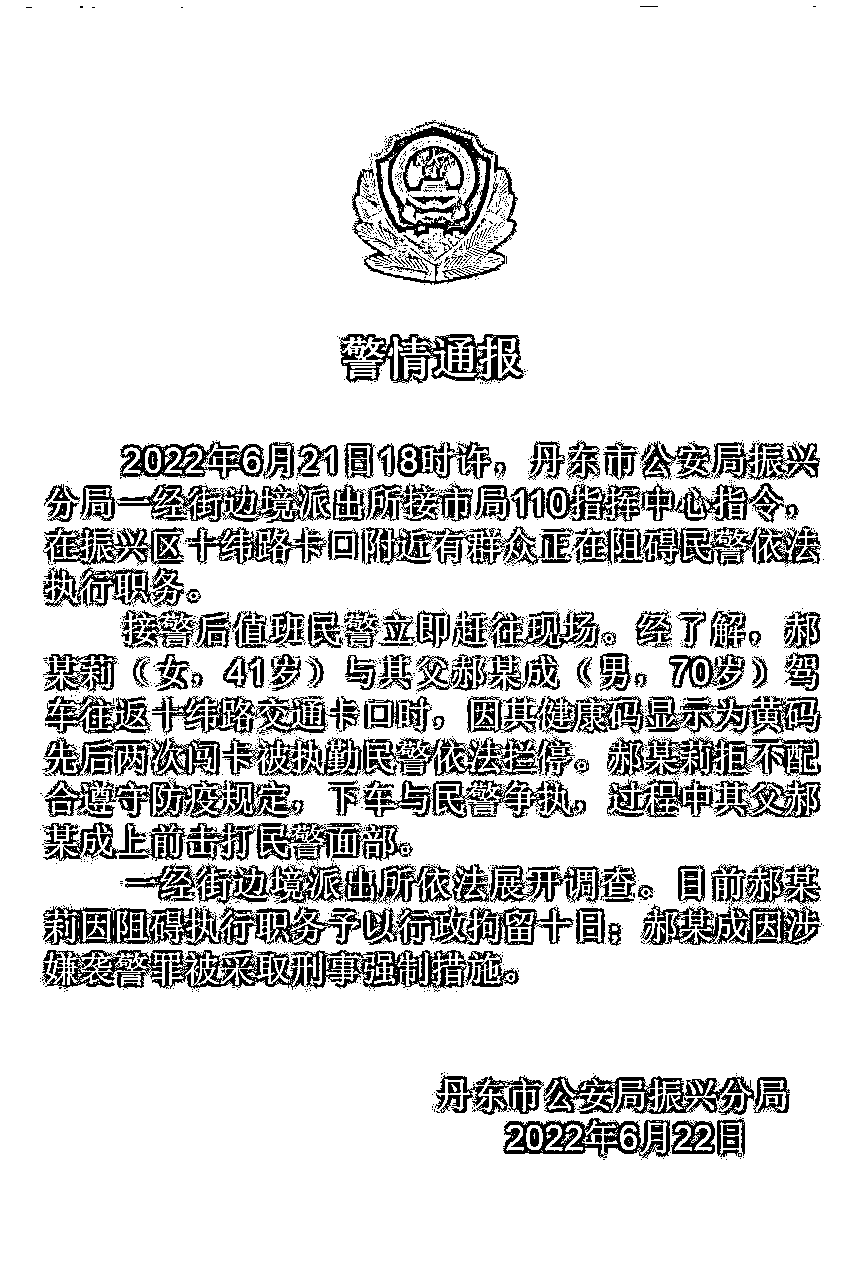 警情通报
2022年6月21日18时许，丹东市公安局振兴
分局一经街边境派出所接市局110指挥中心指令，
在振兴区十纬路卡口附近有群众正在阻碍民警依法
执行职务。
接警后值班民警立即赶往现场。经了解，郝
某莉（女，41岁）与其父郝某成（男，70岁）驾
车往返十纬路交通卡口时，因其健康码显示为黄码
先后两次闯卡被执勤民警依法拦停。郝某莉拒不配
合遵守防疫规定，下车与民警争执，过程中其父郝
某成上前击打民警面部。
一经街边境派出所依法展开调查。目前郝某
莉因阻碍执行职务予以行政拘留十日；郝某成因涉
嫌袭警罪被采取刑事强制措施。
丹东市公安局振兴分局
2022年6月22日